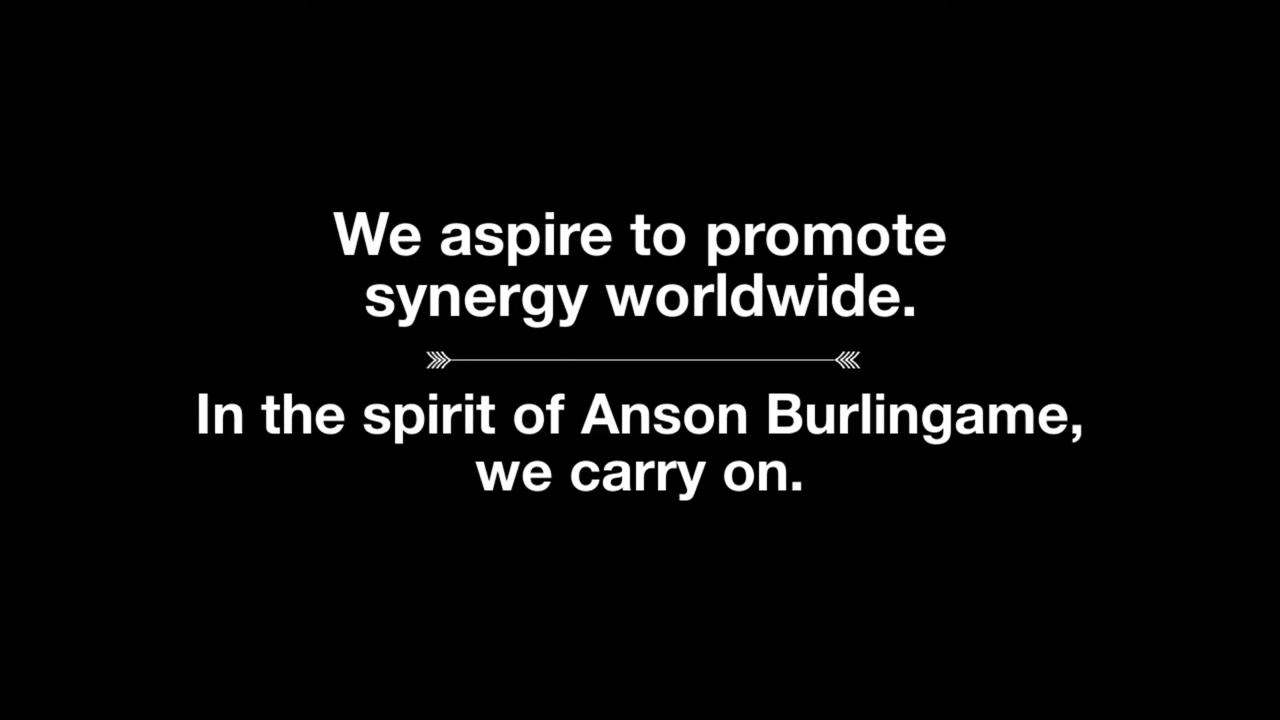 We aspire to promote
synergy worldwide.
In the spirit of Anson Burlingame,
we carry on.